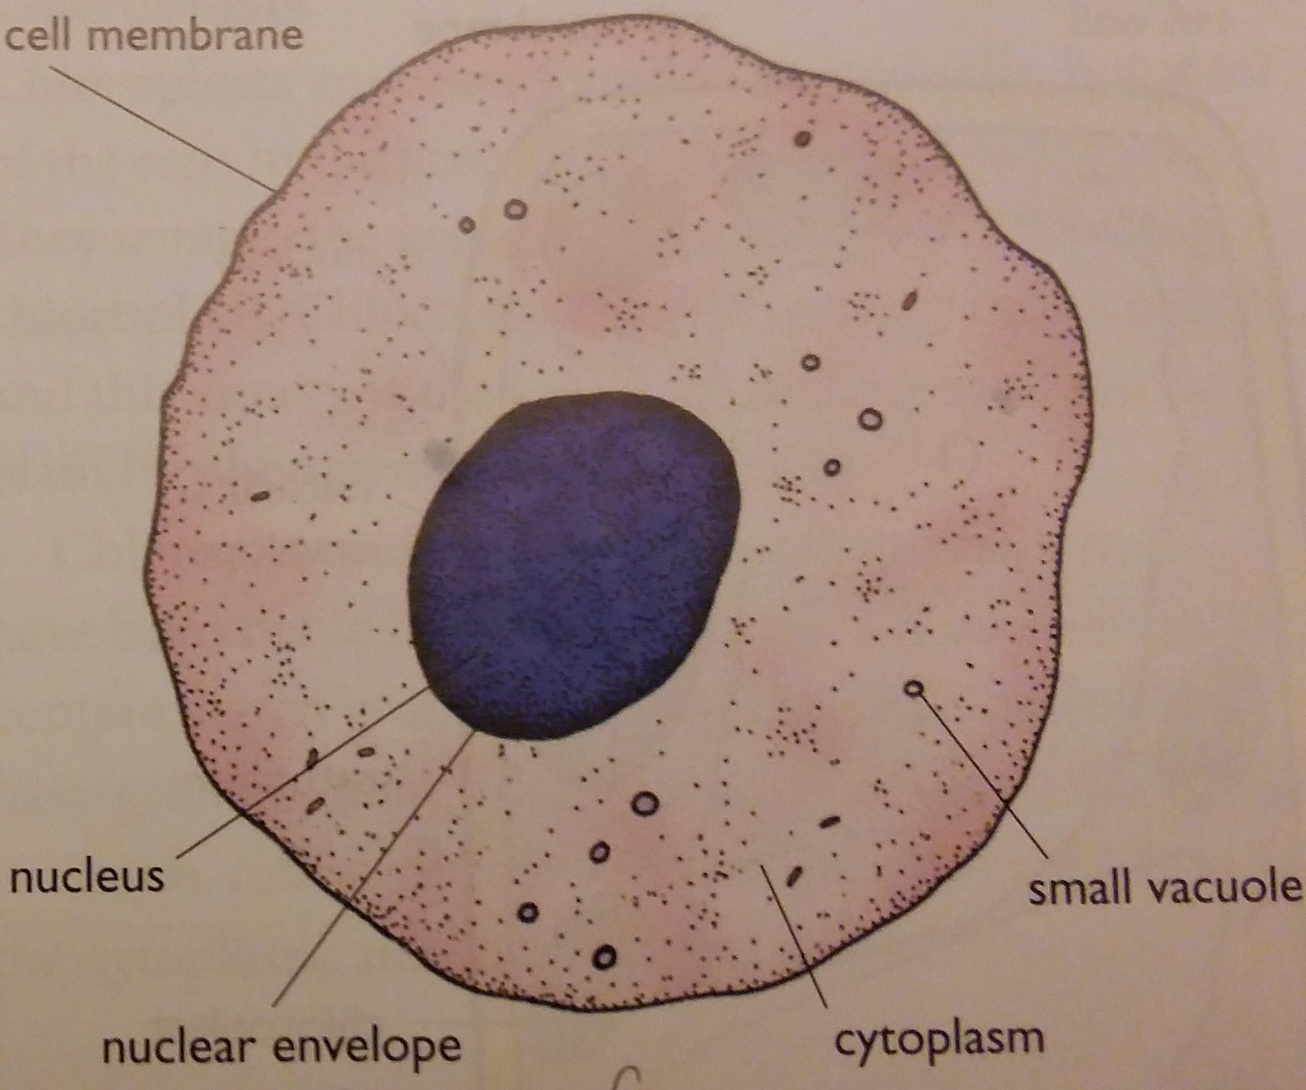 cell membrane
nucleus
small vacuole
nuclear envelope
cytoplasm